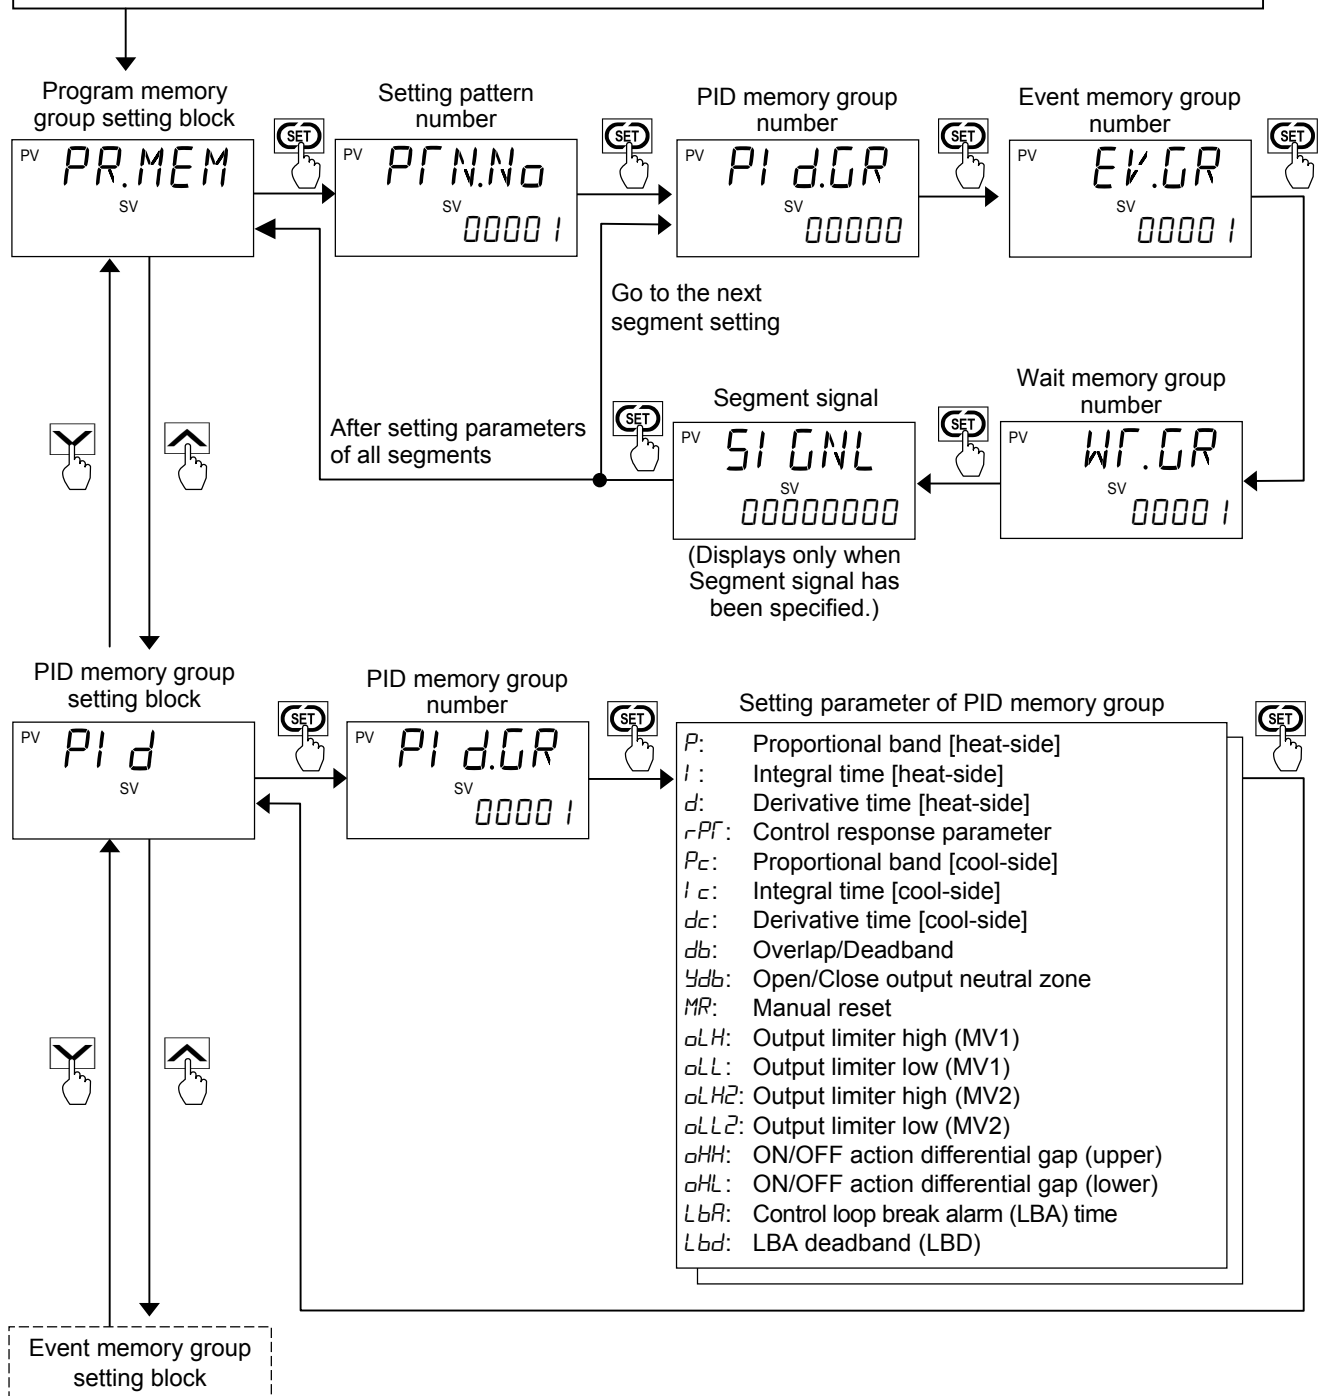 Program memory
group setting block
SET
PV
PR.MEM
SV
Setting pattern
number
SET
PV
PTN.No
SV
00001
PID memory group
number
SET
PV
PId.GR
SV
00000
Event memory group
number
SET
PV
EV.GR
SV
00001
Go to the next
segment setting
Wait memory group
number
SET
PV
WT.GR
SV
00001
Segment signal
SET
PV
SIGNL
SV
00000000
(Displays only when
Segment signal has
been specified.)
After setting parameters
of all segments
PID memory group
setting block
SET
PV
PId
SV
PID memory group
number
SET
PV
PId.GR
SV
00001
Setting parameter of PID memory group
SET
P: Proportional band [heat-side]
I: Integral time [heat-side]
d: Derivative time [heat-side]
rPT: Control response parameter
Pc: Proportional band [cool-side]
Ic: Integral time [cool-side]
dc: Derivative time [cool-side]
db: Overlap/Deadband
Ydb: Open/Close output neutral zone
MR: Manual reset
oLH: Output limiter high (MV1)
oLL: Output limiter low (MV1)
oLH2: Output limiter high (MV2)
oLL2: Output limiter low (MV2)
oHH: ON/OFF action differential gap (upper)
oHL: ON/OFF action differential gap (lower)
LbA: Control loop break alarm (LBA) time
Lbd: LBA deadband (LBD)
Event memory group
setting block